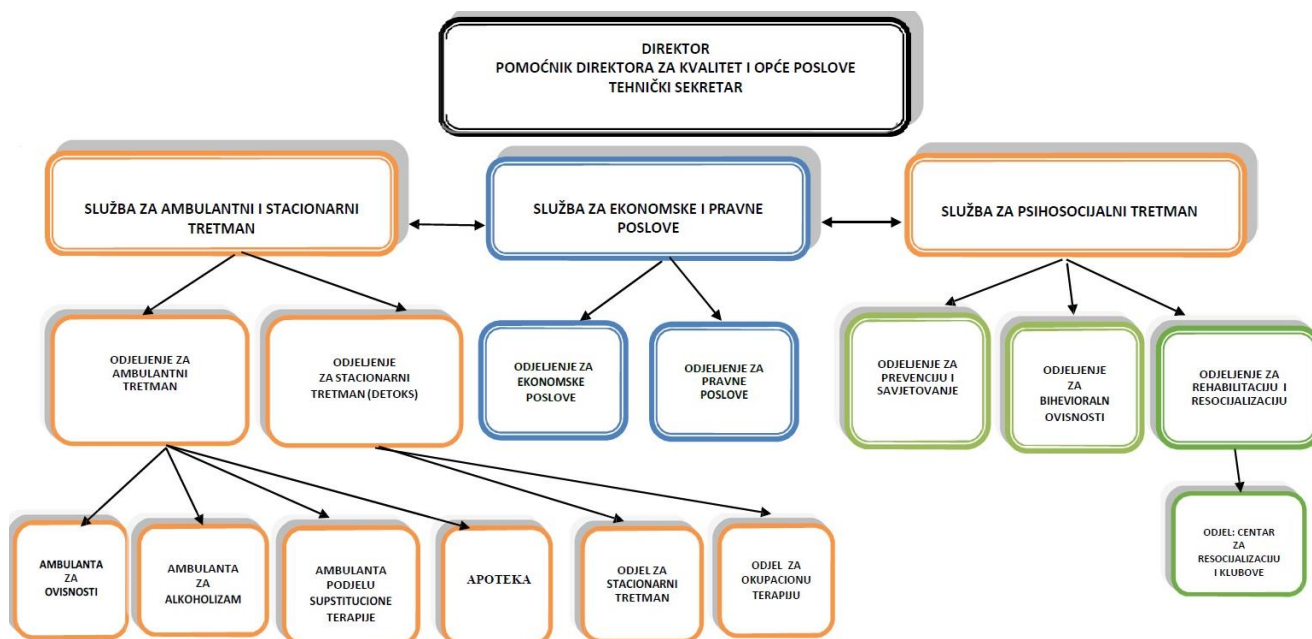 DIREKTOR
POMOĆNIK DIREKTORA ZA KVALITET I OPĆE POSLOVE
TEHNIČKI SEKRETAR
SLUŽBA ZA AMBULANTNI I STACIONARNI
TRETMAN
SLUŽBA ZA EKONOMSKE I PRAVNE
POSLOVE
SLUŽBA ZA PSIHOSOCIJALNI TRETMAN
ODJELJENJE ZA
AMBULANTNI
TRETMAN
ODJELJENJE
ZA STACIONARNI
TRETMAN (DETOKS)
ODJELJENJE ZA
EKONOMSKE
POSLOVE
ODJELJENJE ZA
PRAVNE
POSLOVE
ODJELJENJE ZA
PREVENCIJU I
SAVJETOVANJE
ODJELJENJE
ZA
BIHEVIORALN
OVISNOSTI
ODJELJENJE ZA
REHABILITACIJU I
RESOCIJALIZACIJU
AMBULANTA
ZA
OVISNOSTI
AMBULANTA
ZA
ALKOHOLIZAM
AMBULANTA
PODJELU
SUPSTITUCIONE
TERAPIJE
APOTEKA
ODJEL ZA
STACIONARNI
TRETMAN
ODJEL ZA
OKUPACIONU
TERAPIJU
ODJEL: CENTAR
ZA
RESOCIJALIZACIJU
I KLUBOVE